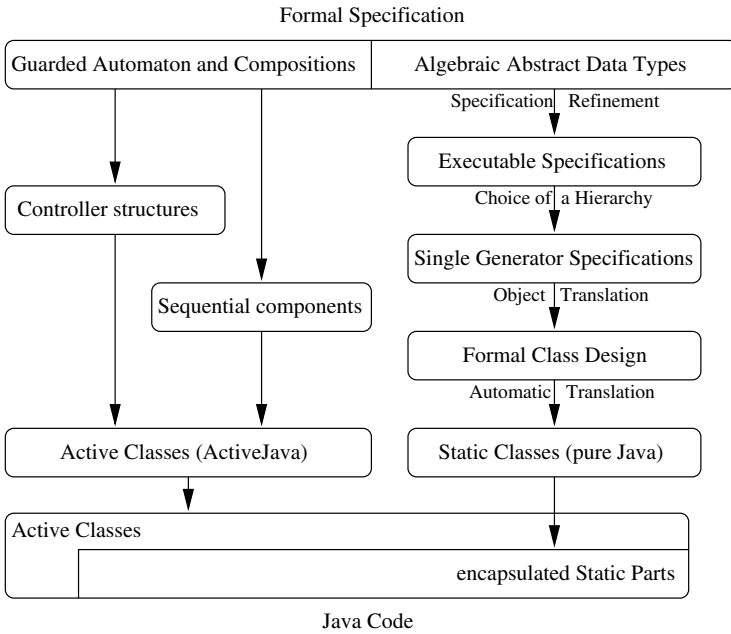 Formal Specification
Guarded Automaton and Compositions
Algebraic Abstract Data Types
Specification Refinement
Executable Specifications
Choice of a Hierarchy
Controller structures
Single Generator Specifications
Object Translation
Sequential components
Formal Class Design
Automatic Translation
Active Classes (ActiveJava)
Static Classes (pure Java)
Active Classes
encapsulated Static Parts
Java Code